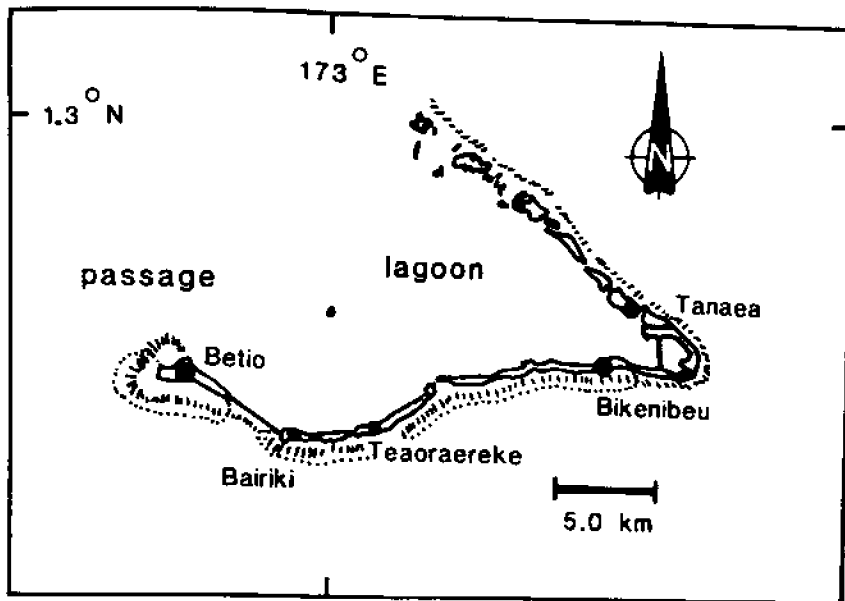 173° E
1.3° N
N
passage
lagoon
Tanaea
Betio
Bikenibeu
Teaoraereke
Bairiki
5.0 km